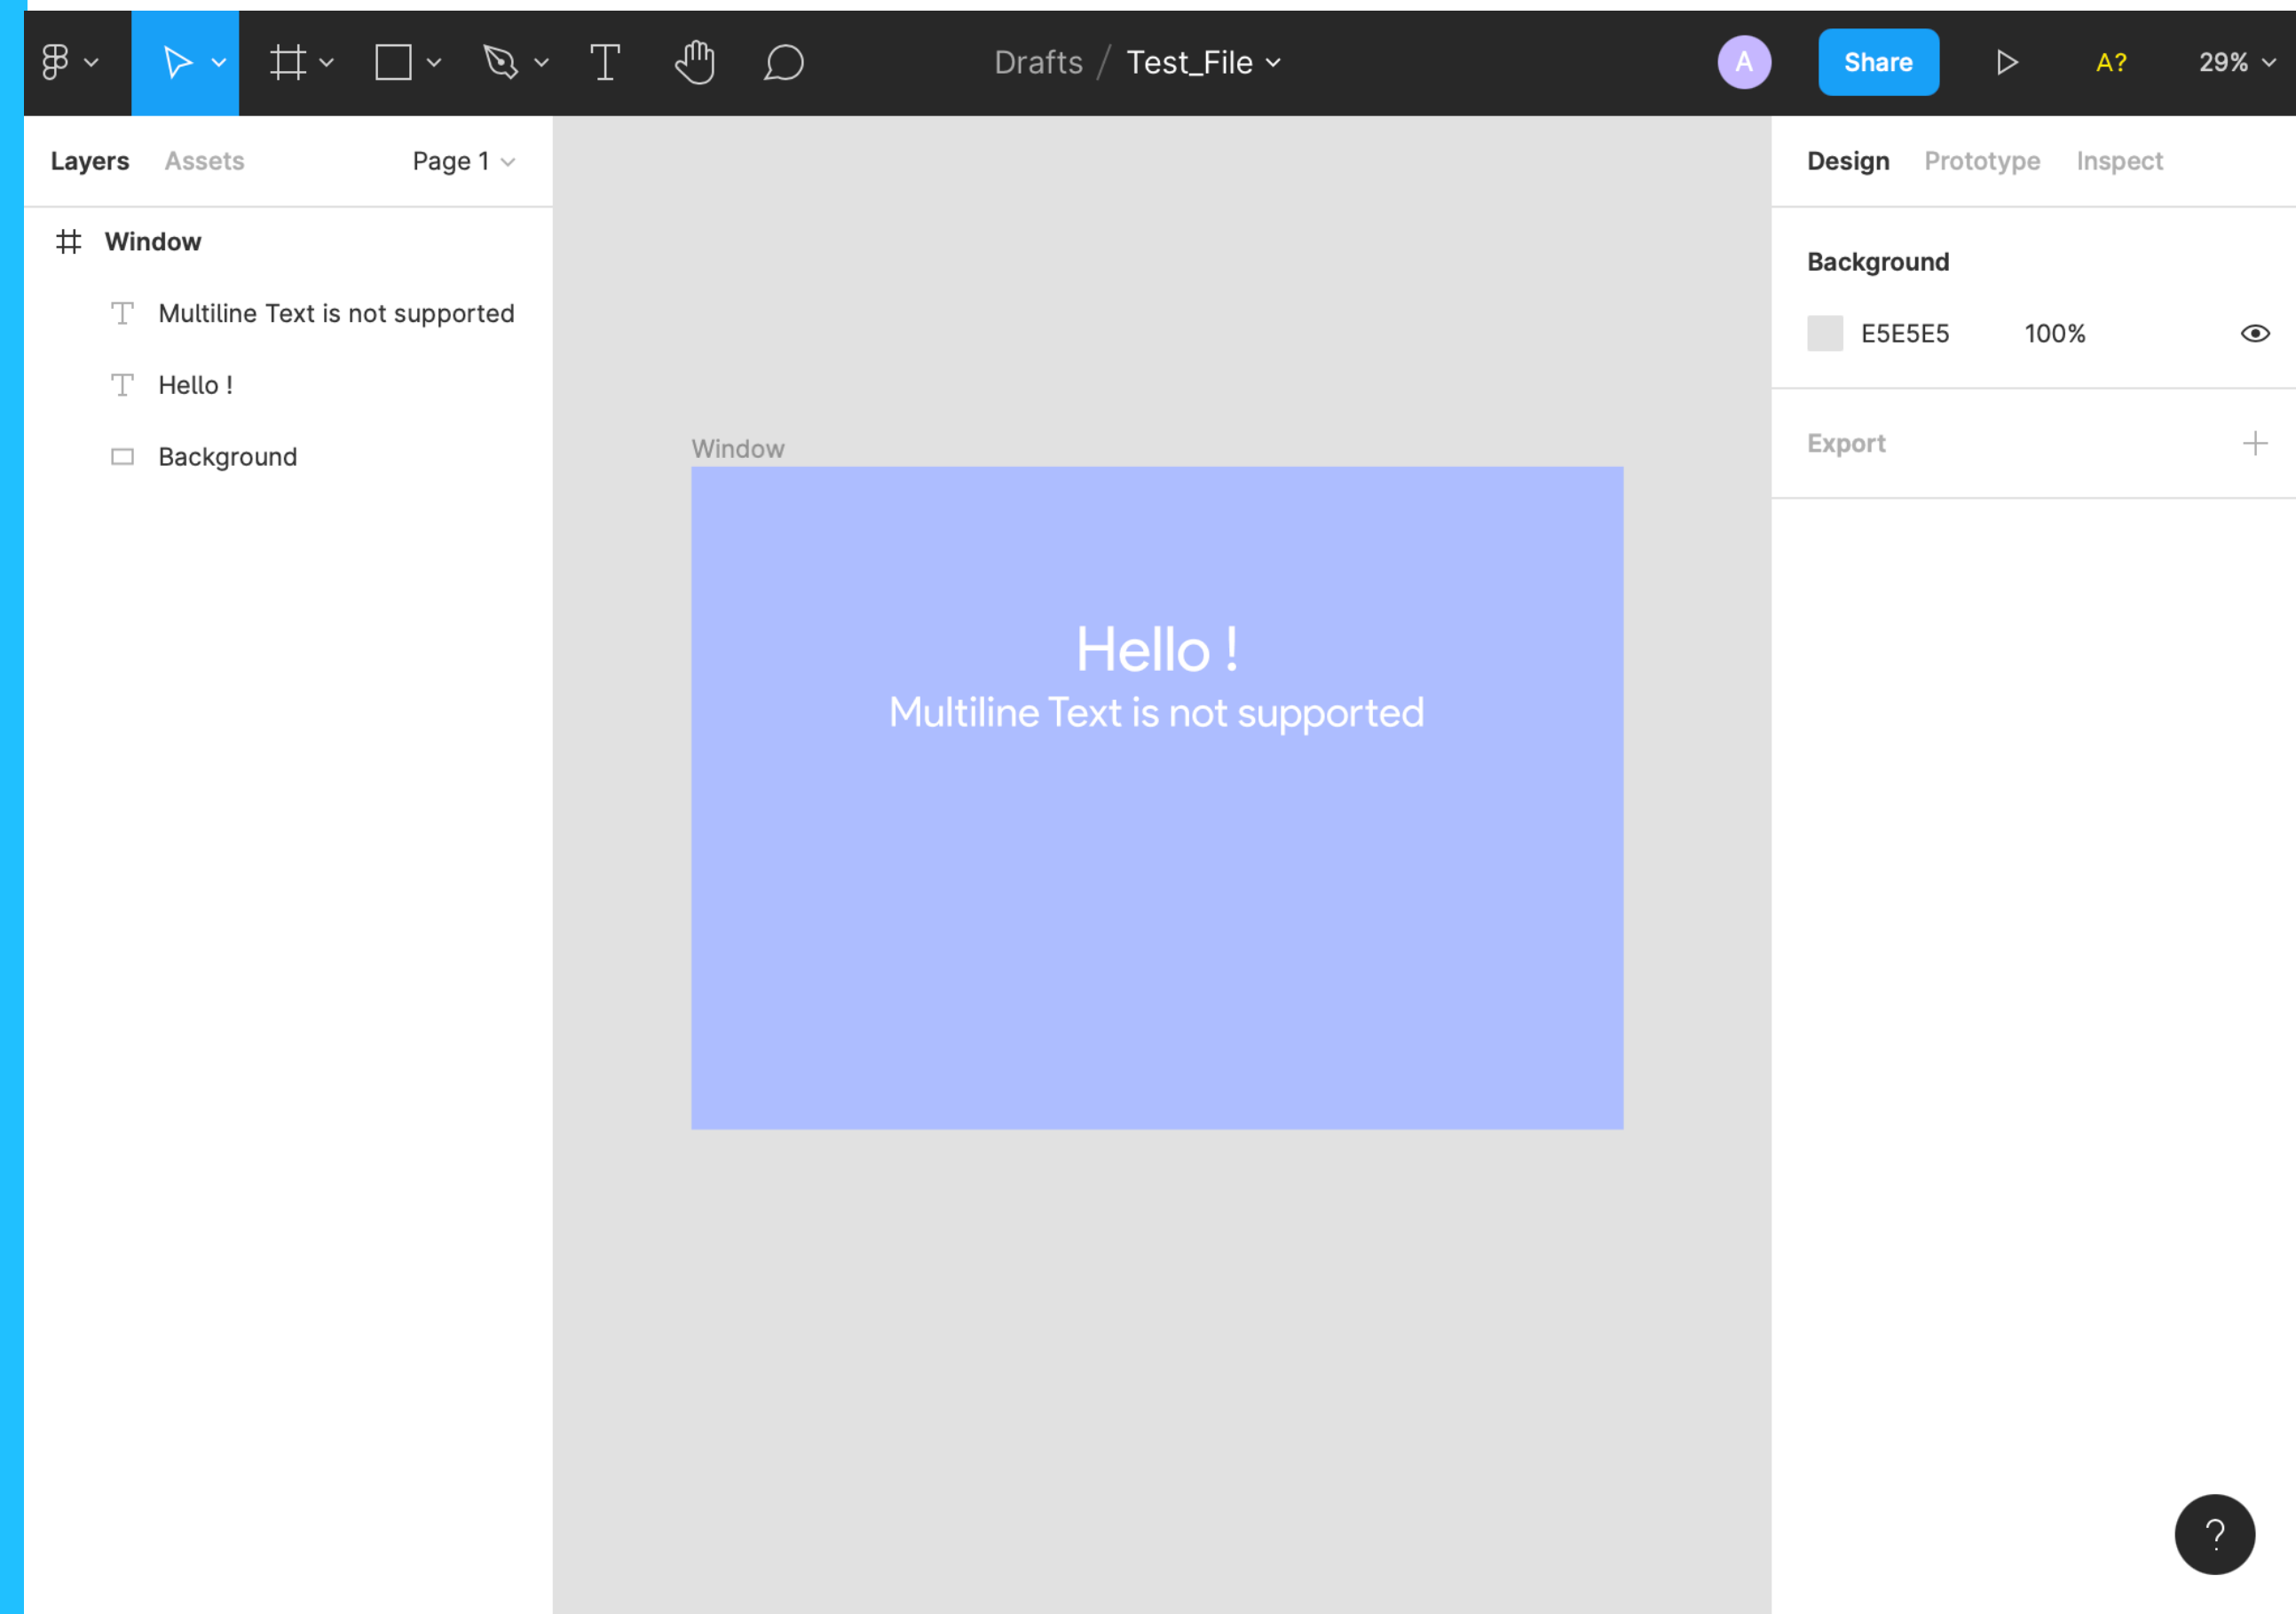 Drafts / Test_File
A
Share
A?
29%
Layers Assets Page 1
Window
Multiline Text is not supported
Hello !
Background
Window
Hello !
Multiline Text is not supported
Design Prototype Inspect
Background
E5E5E5 100%
Export
?